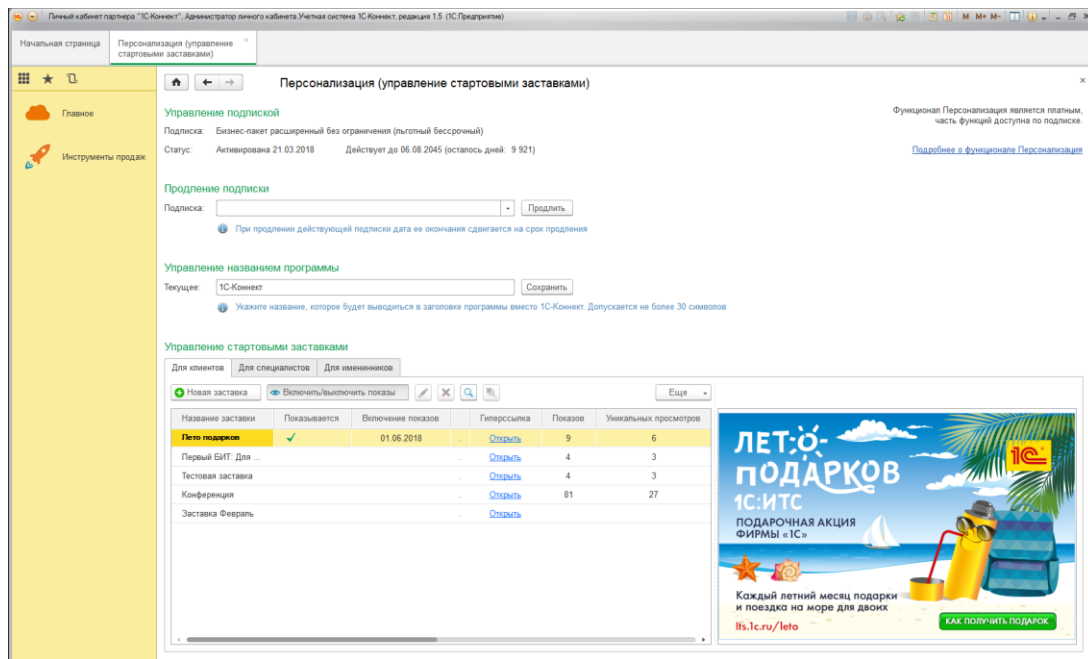 Личный кабинет партнера "1С-Коннект", Администратор личного кабинета.Учетная система 1С-Коннект, редакция 1.5 (1С:Предприятие)
M M+ M-
Начальная страница
Персонализация (управление
стартовыми заставками)
Главное
Инструменты продаж
Персонализация (управление стартовыми заставками)
Управление подпиской
Подписка: Бизнес-пакет расширенный без ограничения (льготный бессрочный)
Статус: Активирована 21.03.2018 Действует до 06.08.2045 (осталось дней: 9 921)
Функционал Персонализация является платным,
часть функций доступна по подписке.
Подробнее о функционале Персонализация
Продление подписки
Подписка: Продлить
При продлении действующей подписки дата ее окончания сдвигается на срок продления
Управление названием программы
Текущее: 1С-Коннект Сохранить
Укажите название, которое будет выводиться в заголовке программы вместо 1С-Коннект. Допускается не более 30 символов
Управление стартовыми заставками
Для клиентов Для специалистов Для именинников
Новая заставка Включить/выключить показы Еще
Название заставки Показывается Включение показов Гиперссылка Показов Уникальных просмотров
Лето подарков 01.06.2018 . Открыть 9 6
Первый БИТ: Для ... . Открыть 4 3
Тестовая заставка . Открыть 4 3
Конференция . Открыть 81 27
Заставка Февраль . Открыть
ЛЕТО
ПОДАРКОВ
1С:ИТС
ПОДАРОЧНАЯ АКЦИЯ
ФИРМЫ «1С»
1С
Каждый летний месяц подарки
и поездка на море для двоих
its.1c.ru/leto
КАК ПОЛУЧИТЬ ПОДАРОК